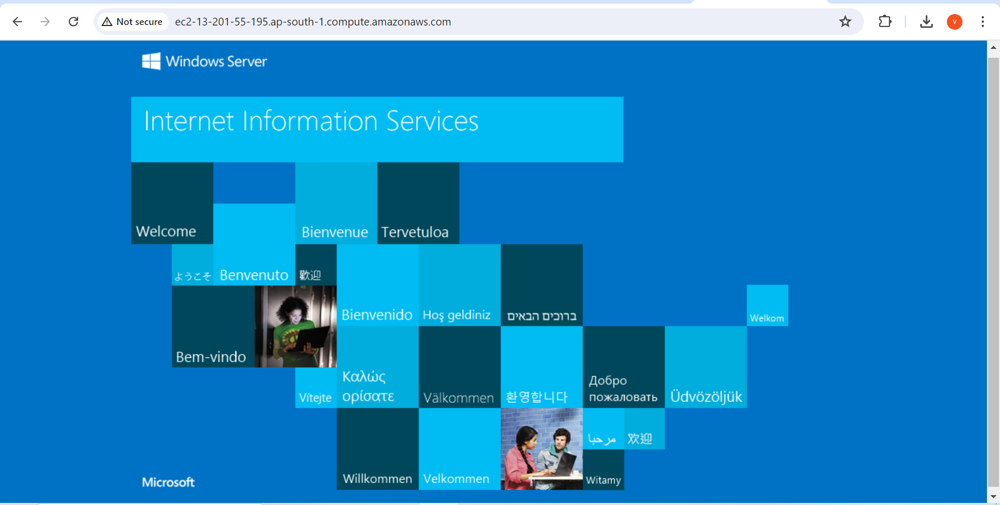 Not secure
ec2-13-201-55-195.ap-south-1.compute.amazonaws.com
V
Windows Server
Internet Information Services
Welcome
Bienvenue
Tervetuloa
ようこそ
Benvenuto
歡迎
Bienvenido
Hoş geldiniz
ברוכים הבאים
Welkom
Bem-vindo
Vítejte
Καλώς
ορίσατε
Välkommen
환영합니다
Добро
пожаловать
Üdvözöljük
Willkommen
Velkommen
مرحبا
欢迎
Witamy
Microsoft